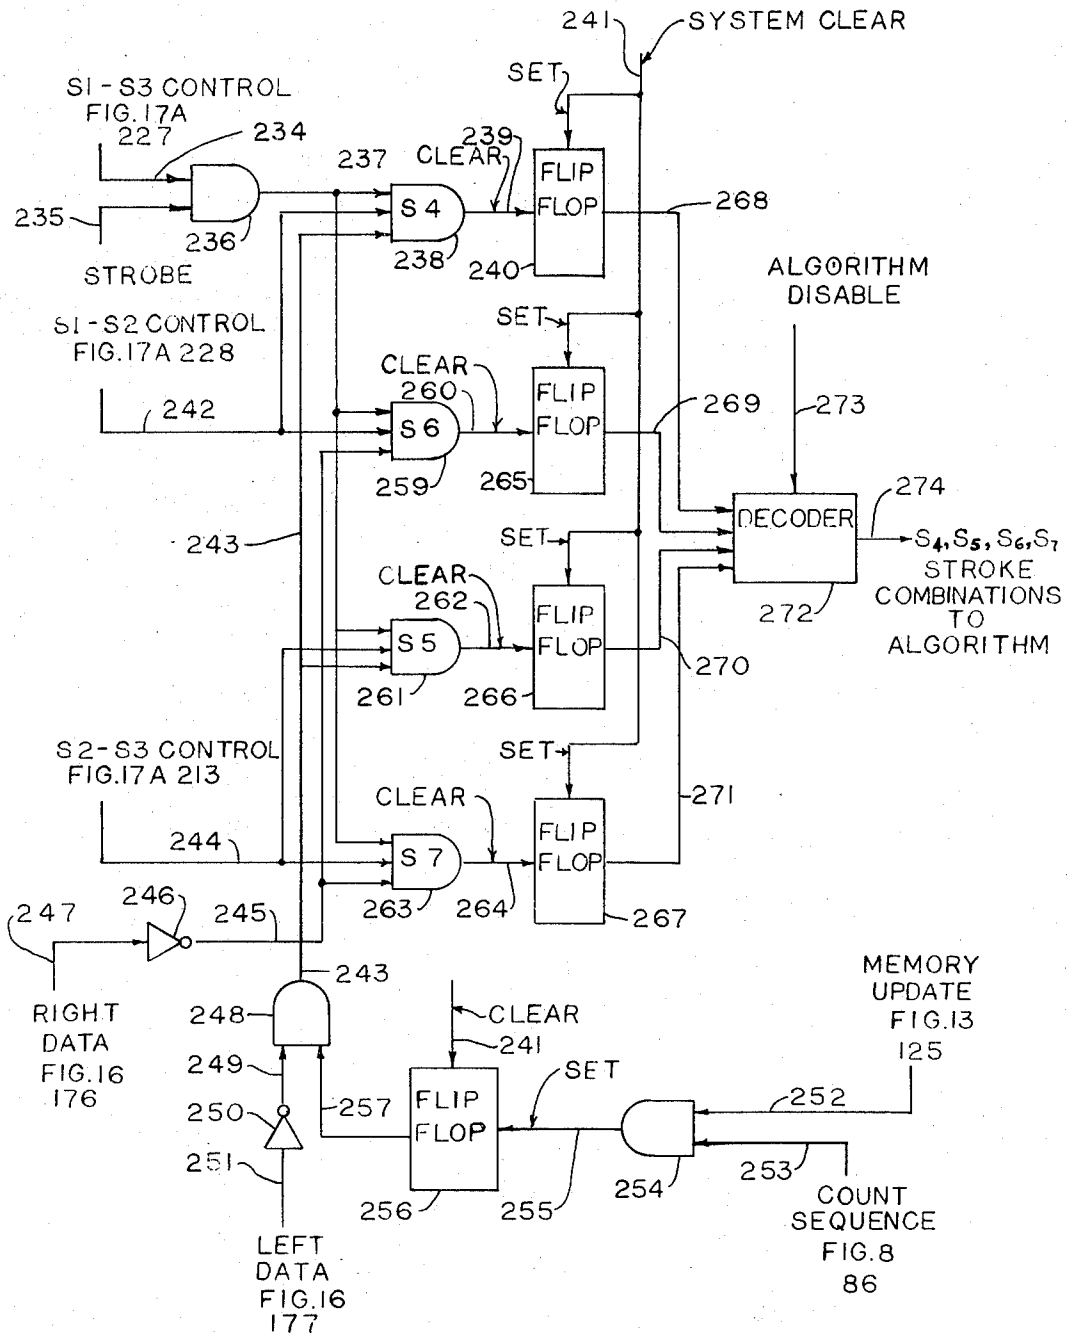 241
SYSTEM CLEAR
SET
S1-S3 CONTROL
FIG.17A
227
234
239
237
CLEAR
FLIP
FLOP
S4
235
236
238
240
268
STROBE
ALGORITHM
DISABLE
S1-S2 CONTROL
FIG.17A 228
SET
CLEAR
260
242
FLIP
FLOP
S6
269
273
259
265
274
DECODER
243
SET
S4, S5, S6, S7
STROKE
COMBINATIONS
TO
ALGORITHM
CLEAR
262
272
FLIP
FLOP
S5
270
261
266
S2-S3 CONTROL
FIG.17A 213
SET
CLEAR
271
244
FLIP
FLOP
S7
263
264
267
247
246
245
243
MEMORY
UPDATE
FIG.13
125
RIGHT
DATA
FIG.16
176
248
CLEAR
241
249
SET
250
257
FLIP
FLOP
252
251
256
255
254
253
COUNT
SEQUENCE
FIG.8
86
LEFT
DATA
FIG.16
177